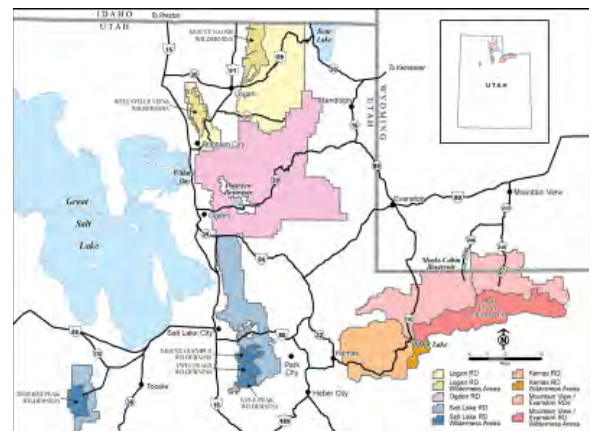 IDAHO
UTAH
To Preston
MOUNT NAOMI
WILDERNESS
Bear
Lake
To Kemmerer
WELLSVILLE MTNS
WILDERNESS
Logan
Randolph
Brigham City
UTAH
WYOMING
UTAH
Willard
Bay
Pineview
Reservoir
Great
Salt
Lake
Ogden
Evanston
Mountain View
Meeks Cabin
Reservoir
Salt Lake City
MOUNT OLYMPUS
WILDERNESS
TWIN PEAKS
WILDERNESS
Park
City
Kamas
Tooele
DESERET PEAK
WILDERNESS
LONE PEAK
WILDERNESS
Heber City
N
Logan RD
Logan RD
Wilderness Areas
Ogden RD
Salt Lake RD
Salt Lake RD
Wilderness Areas
Kamas RD
Kamas RD
Wilderness Areas
Mountain View /
Evanston RDs
Mountain View /
Evanston RD
Wilderness Areas